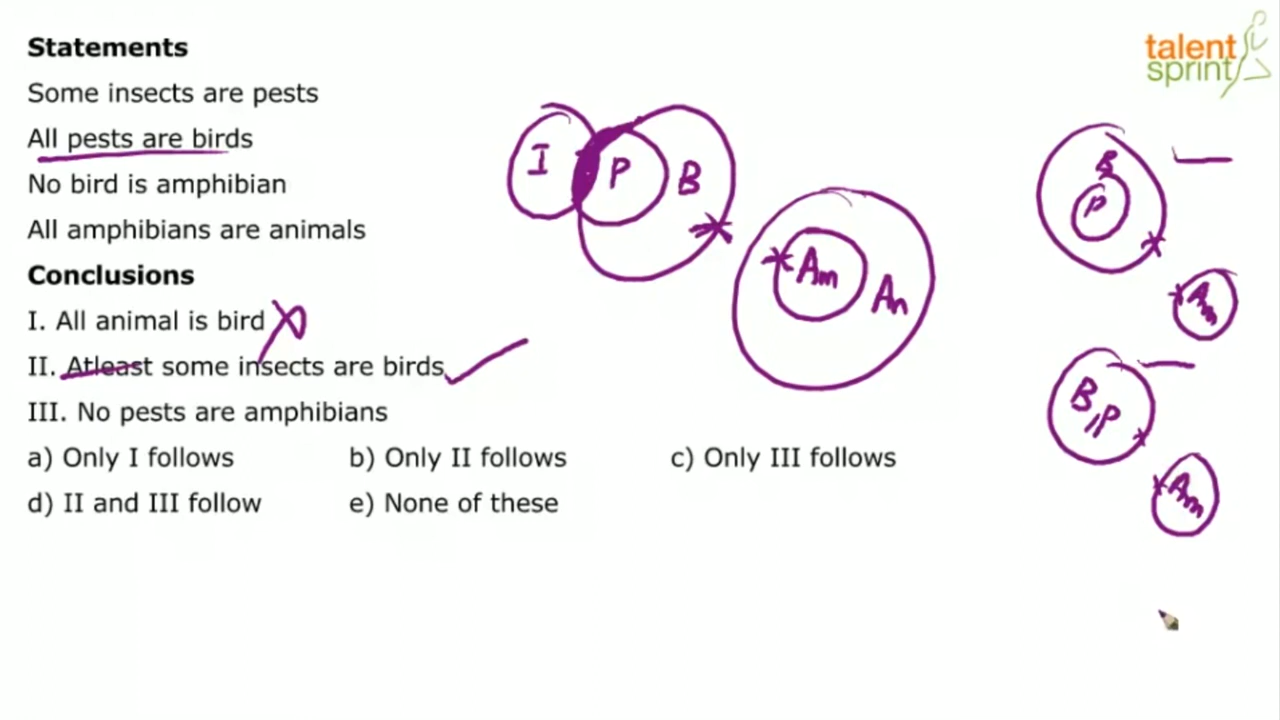 talent
sprint
Statements
Some insects are pests
All pests are birds
No bird is amphibian
All amphibians are animals
Conclusions
I. All animal is bird
II. Atleast some insects are birds
III. No pests are amphibians
a) Only I follows b) Only II follows c) Only III follows
d) II and III follow e) None of these
I P B
Am An
B
P
Am
B, P
Am